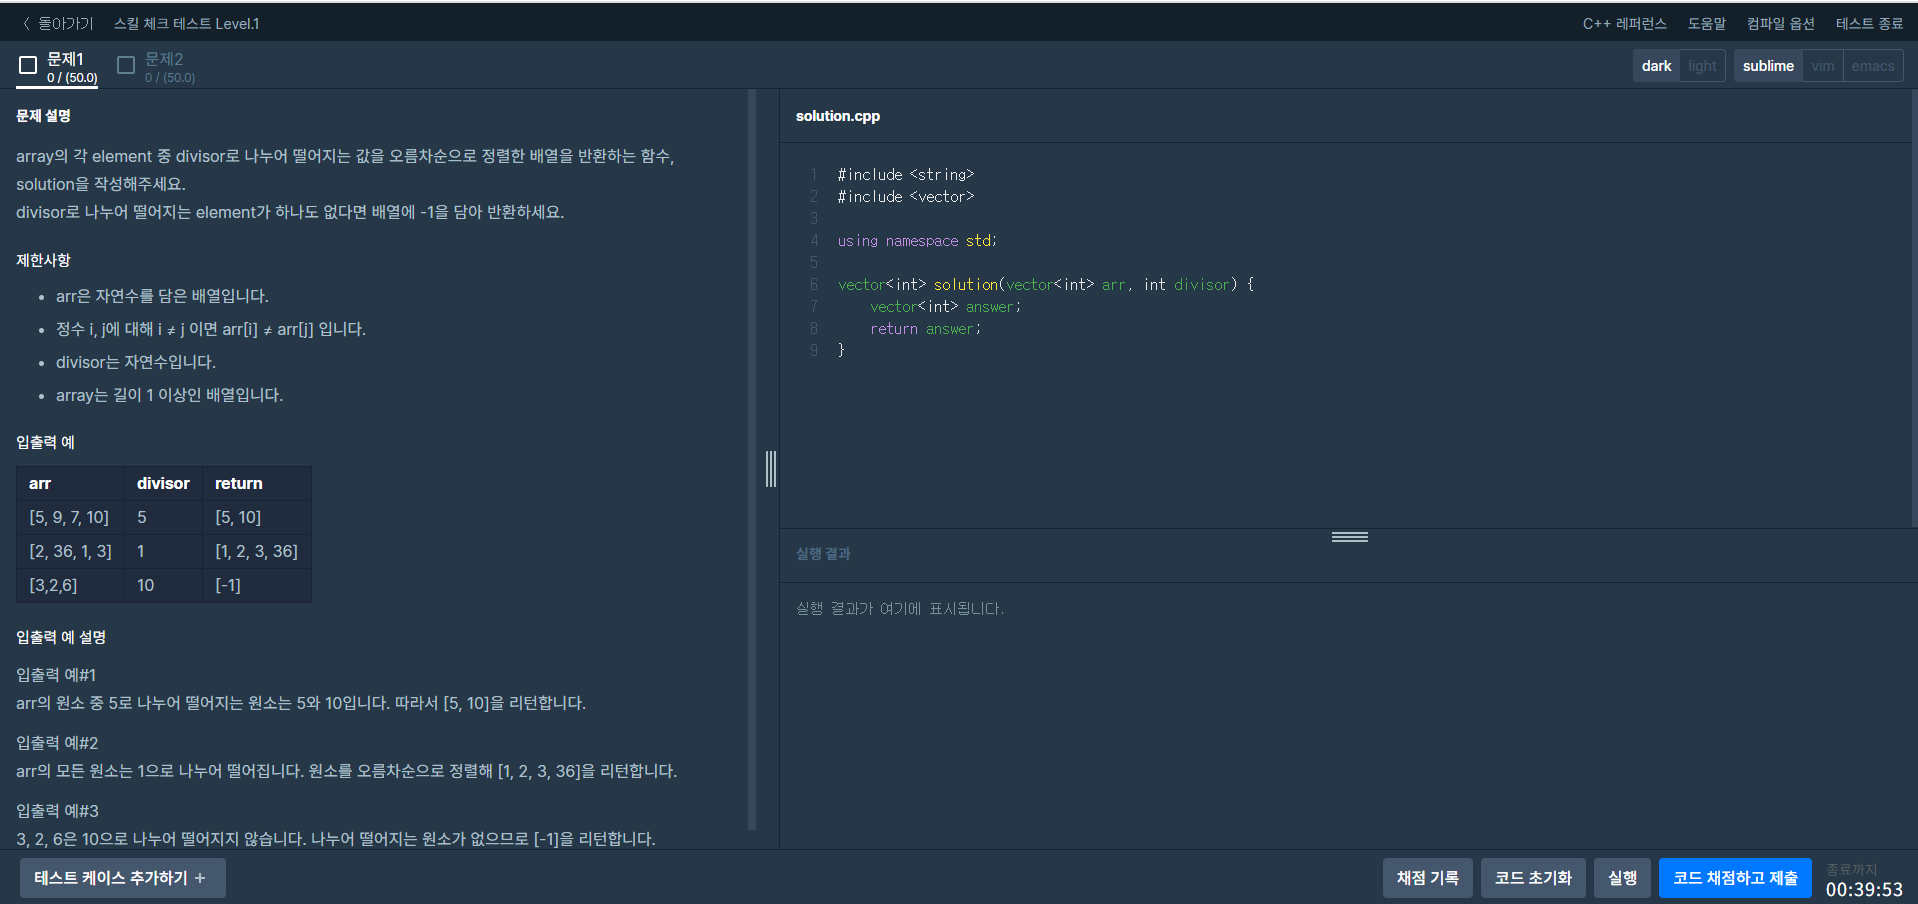 〈 돌아가기 스킬 체크 테스트 Level.1 C++ 레퍼런스 도움말 컴파일 옵션 테스트 종료
문제1 문제2
0 / (50.0) 0 / (50.0)
dark light sublime vim emacs
문제 설명
array의 각 element 중 divisor로 나누어 떨어지는 값을 오름차순으로 정렬한 배열을 반환하는 함수,
solution을 작성해주세요.
divisor로 나누어 떨어지는 element가 하나도 없다면 배열에 -1을 담아 반환하세요.
제한사항
• arr은 자연수를 담은 배열입니다.
• 정수 i, j에 대해 i ≠ j 이면 arr[i] ≠ arr[j] 입니다.
• divisor는 자연수입니다.
• array는 길이 1 이상인 배열입니다.
입출력 예
arr divisor return
[5, 9, 7, 10] 5 [5, 10]
[2, 36, 1, 3] 1 [1, 2, 3, 36]
[3,2,6] 10 [-1]
입출력 예 설명
입출력 예#1
arr의 원소 중 5로 나누어 떨어지는 원소는 5와 10입니다. 따라서 [5, 10]을 리턴합니다.
입출력 예#2
arr의 모든 원소는 1으로 나누어 떨어집니다. 원소를 오름차순으로 정렬해 [1, 2, 3, 36]을 리턴합니다.
입출력 예#3
3, 2, 6은 10으로 나누어 떨어지지 않습니다. 나누어 떨어지는 원소가 없으므로 [-1]을 리턴합니다.
solution.cpp
1 #include <string>
2 #include <vector>
3
4 using namespace std;
5
6 vector<int> solution(vector<int> arr, int divisor) {
7     vector<int> answer;
8     return answer;
9 }
실행 결과
실행 결과가 여기에 표시됩니다.
테스트 케이스 추가하기 + 채점 기록 코드 초기화 실행 코드 채점하고 제출 종료까지
00:39:53